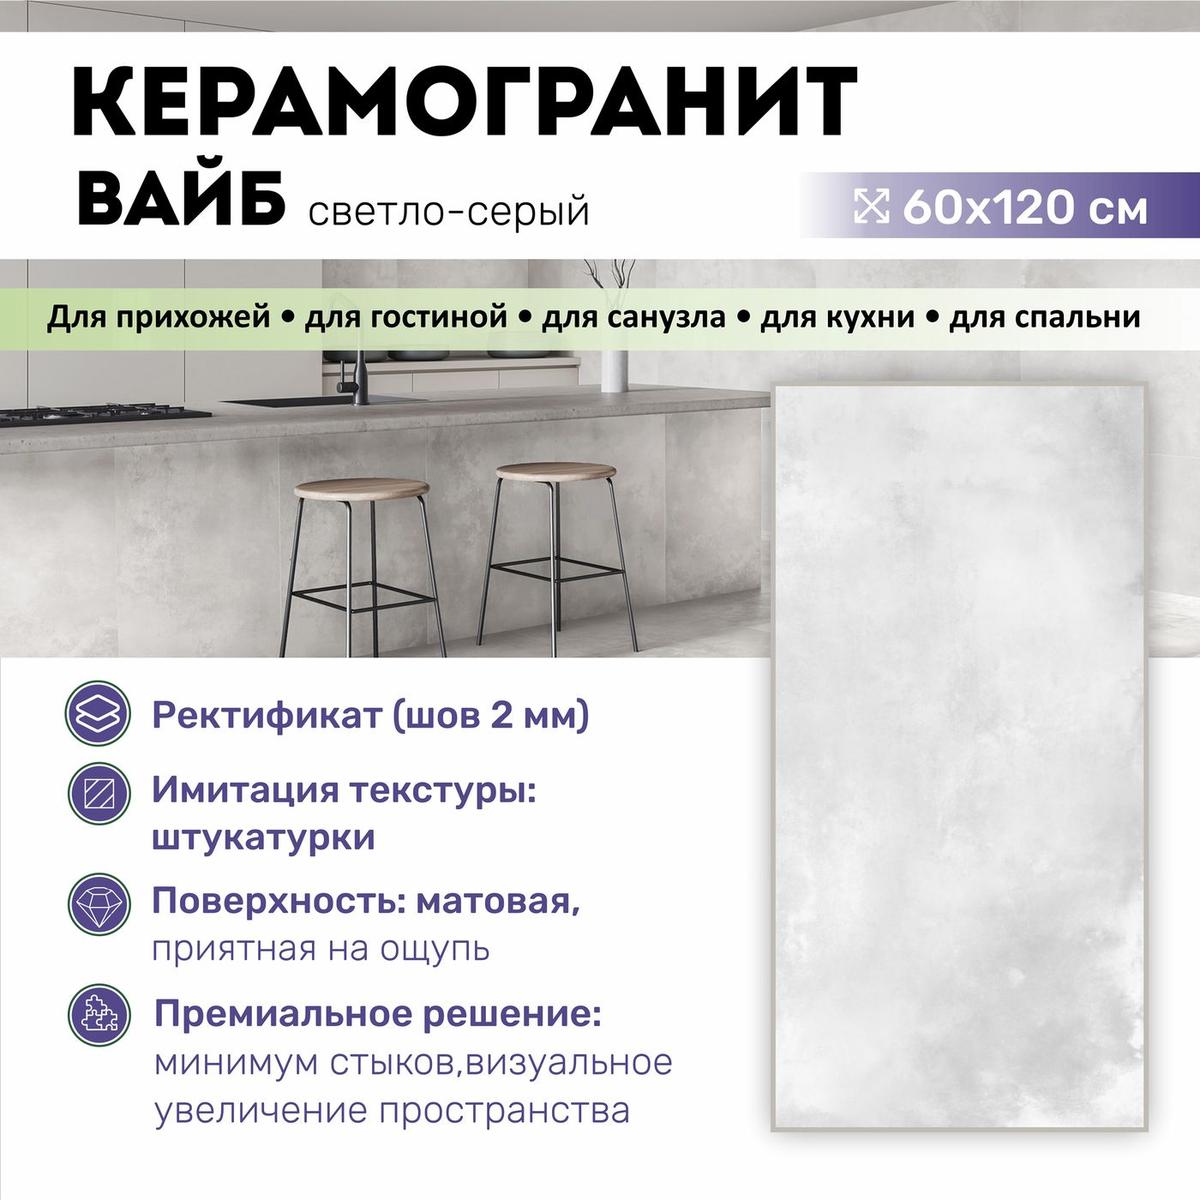 КЕРАМОГРАНИТ
ВАЙБ светло-серый
60х120 см
Для прихожей • для гостиной • для санузла • для кухни • для спальни
Ректификат (шов 2 мм)
Имитация текстуры:
штукатурки
Поверхность: матовая,
приятная на ощупь
Премиальное решение:
минимум стыков,визуальное
увеличение пространства